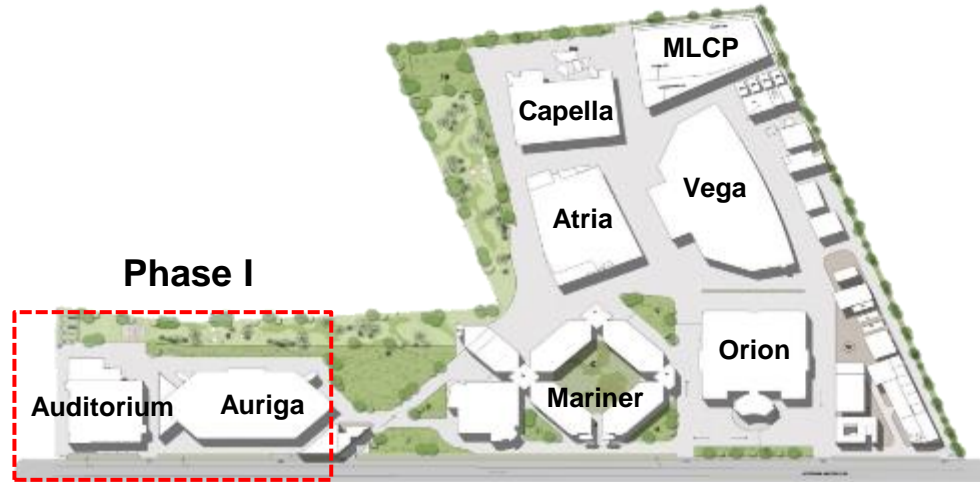 MLCP
Capella
Vega
Atria
Phase I
Orion
Auditorium
Auriga
Mariner